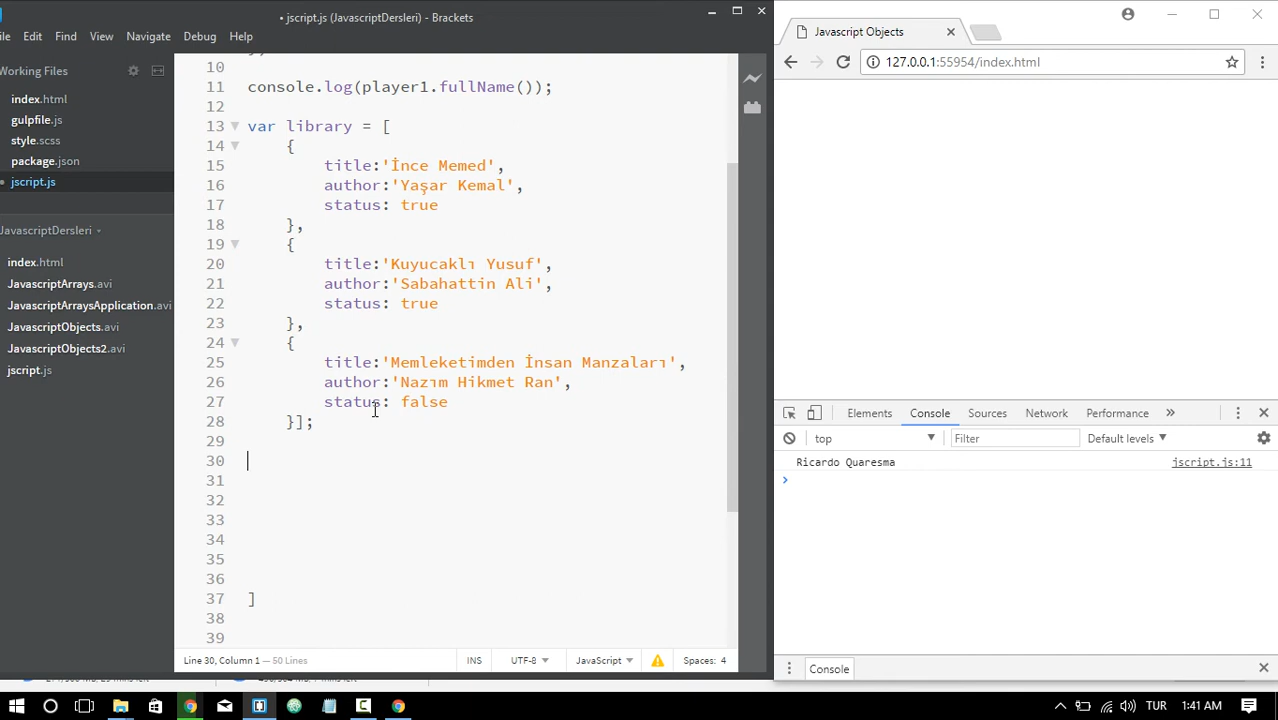 • jscript.js (JavascriptDersleri) - Brackets
ile Edit Find View Navigate Debug Help
Working Files
index.html
gulpfile.js
style.scss
package.json
• jscript.js
JavascriptDersleri
index.html
JavascriptArrays.avi
JavascriptArraysApplication.avi
JavascriptObjects.avi
JavascriptObjects2.avi
jscript.js
10
11 console.log(player1.fullName());
12
13 var library = [
14 {
15 title:'İnce Memed',
16 author:'Yaşar Kemal',
17 status: true
18 },
19 {
20 title:'Kuyucaklı Yusuf',
21 author:'Sabahattin Ali',
22 status: true
23 },
24 {
25 title:'Memleketimden İnsan Manzaları',
26 author:'Nazım Hikmet Ran',
27 status: false
28 }];
29
30
31
32
33
34
35
36
37 ]
38
39
Line 30, Column 1 — 50 Lines
INS UTF-8 JavaScript Spaces: 4
Javascript Objects
127.0.0.1:55954/index.html
Elements Console Sources Network Performance »
top Filter Default levels
Ricardo Quaresma jscript.js:11
Console
TUR 1:41 AM